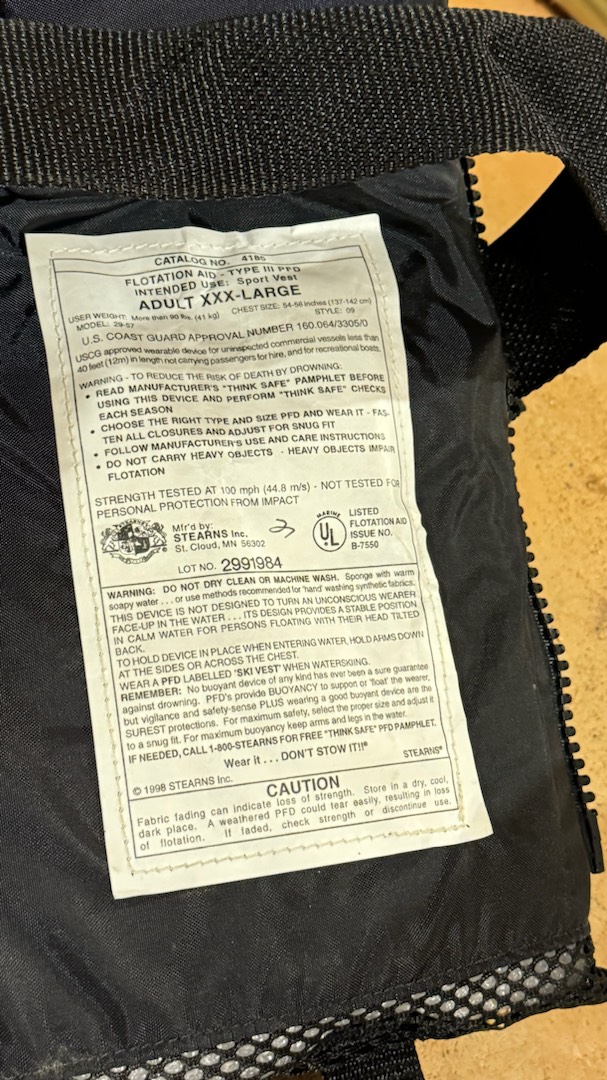 CATALOG NO. 4185
FLOTATION AID - TYPE III PFD
INTENDED USE: Sport Vest
ADULT XXX-LARGE
USER WEIGHT: More than 90 lbs. (41 kg) CHEST SIZE: 54-56 inches (137-142 cm)
MODEL: 29-57 STYLE: 09
U.S. COAST GUARD APPROVAL NUMBER 160.064/3305/0
USCG approved wearable device for uninspected commercial vessels less than
40 feet (12m) in length not carrying passengers for hire, and for recreational boats.
WARNING - TO REDUCE THE RISK OF DEATH BY DROWNING:
• READ MANUFACTURER'S "THINK SAFE" PAMPHLET BEFORE
USING THIS DEVICE AND PERFORM "THINK SAFE" CHECKS
EACH SEASON
• CHOOSE THE RIGHT TYPE AND SIZE PFD AND WEAR IT - FAS-
TEN ALL CLOSURES AND ADJUST FOR SNUG FIT
• FOLLOW MANUFACTURER'S USE AND CARE INSTRUCTIONS
• DO NOT CARRY HEAVY OBJECTS - HEAVY OBJECTS IMPAIR
FLOTATION
STRENGTH TESTED AT 100 mph (44.8 m/s) - NOT TESTED FOR
PERSONAL PROTECTION FROM IMPACT
Mfr'd by:
STEARNS Inc.
St. Cloud, MN 56302
MARINE
UL
LISTED
FLOTATION AID
ISSUE NO.
B-7550
LOT NO. 2991984
WARNING: DO NOT DRY CLEAN OR MACHINE WASH. Sponge with warm
soapy water . . . or use methods recommended for 'hand' washing synthetic fabrics.
THIS DEVICE IS NOT DESIGNED TO TURN AN UNCONSCIOUS WEARER
FACE-UP IN THE WATER . . . ITS DESIGN PROVIDES A STABLE POSITION
IN CALM WATER FOR PERSONS FLOATING WITH THEIR HEAD TILTED
BACK.
TO HOLD DEVICE IN PLACE WHEN ENTERING WATER, HOLD ARMS DOWN
AT THE SIDES OR ACROSS THE CHEST.
WEAR A PFD LABELLED 'SKI VEST' WHEN WATERSKIING.
REMEMBER: No buoyant device of any kind has ever been a sure guarantee
against drowning. PFD's provide BUOYANCY to support or 'float' the wearer,
but vigilance and safety-sense PLUS wearing a good buoyant device are the
SUREST protections. For maximum safety, select the proper size and adjust it
to a snug fit. For maximum buoyancy keep arms and legs in the water.
IF NEEDED, CALL 1-800-STEARNS FOR FREE "THINK SAFE" PFD PAMPHLET.
Wear it . . . DON'T STOW IT!!®
© 1998 STEARNS Inc. STEARNS®
CAUTION
Fabric fading can indicate loss of strength. Store in a dry, cool,
dark place. A weathered PFD could tear easily, resulting in loss
of flotation. If faded, check strength or discontinue use.